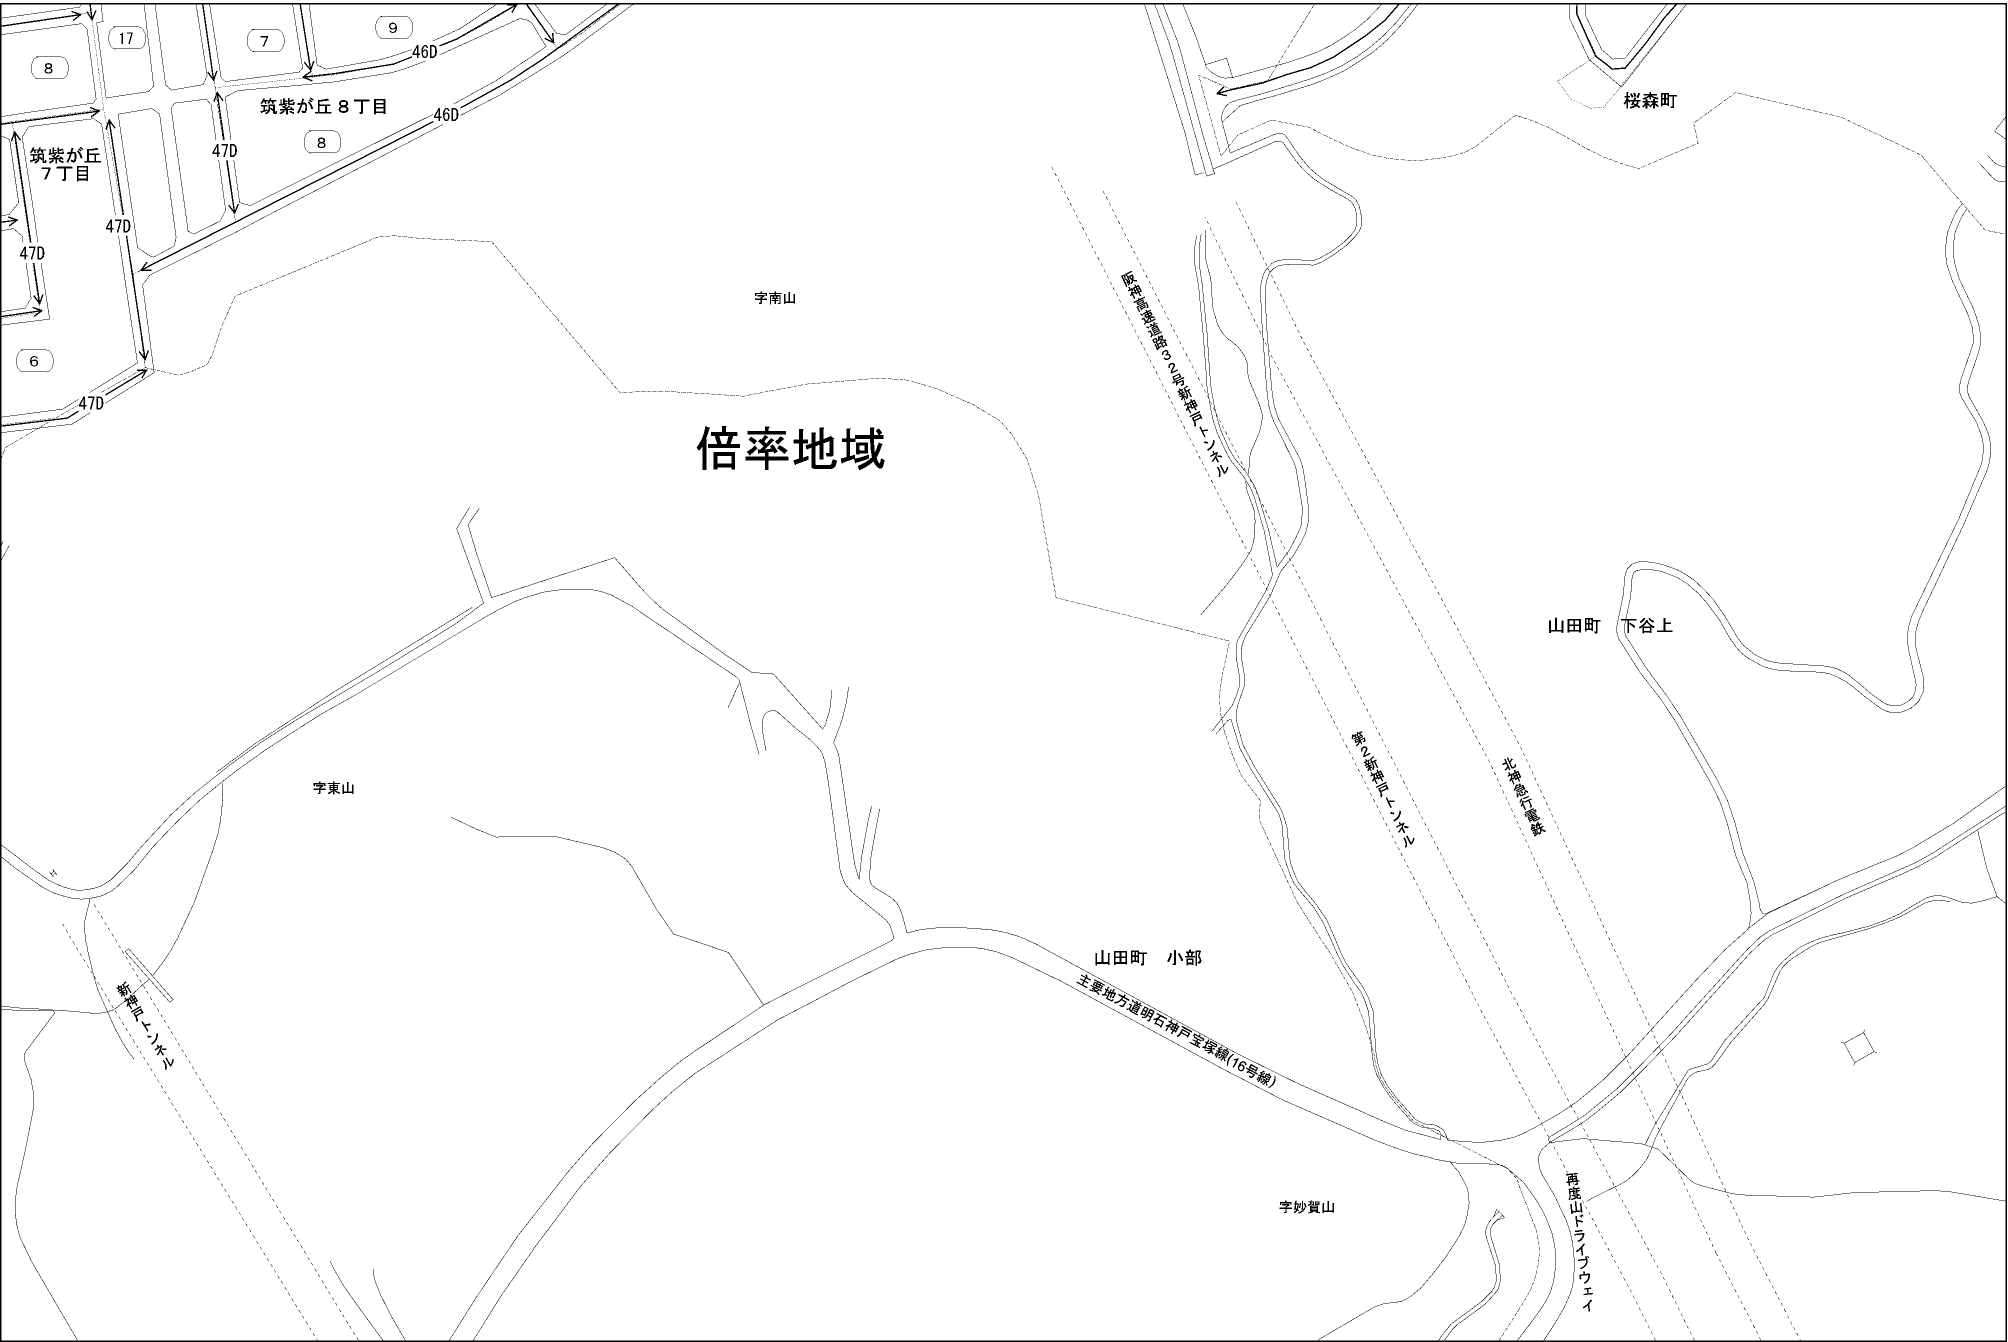 17
7
9
8
46D
筑紫が丘８丁目
46D
桜森町
8
47D
筑紫が丘
７丁目
47D
47D
字南山
阪神高速道路３２号新神戸トンネル
6
47D
倍率地域
山田町　下谷上
第２新神戸トンネル
北神急行電鉄
字東山
山田町　小部
主要地方道明石神戸宝塚線(16号線)
新神戸トンネル
字妙賀山
再度山ドライブウェイ